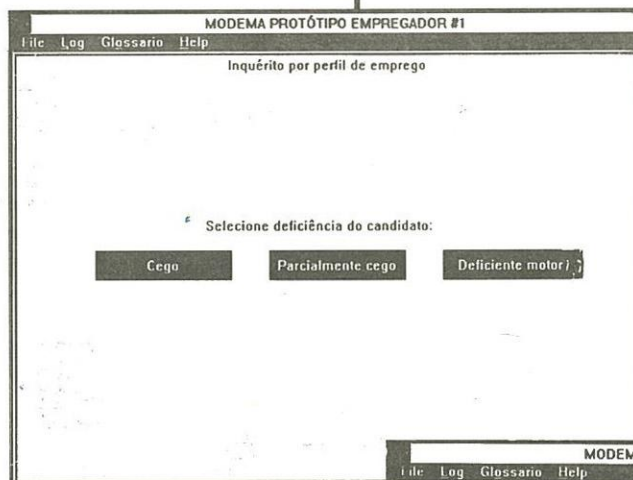 MODEMA PROTÓTIPO EMPREGADOR #1
File Log Glossario Help
Inquérito por perfil de emprego
Selecione deficiência do candidato:
Cego Parcialmente cego Deficiente motor
MODEM
File Log Glossario Help